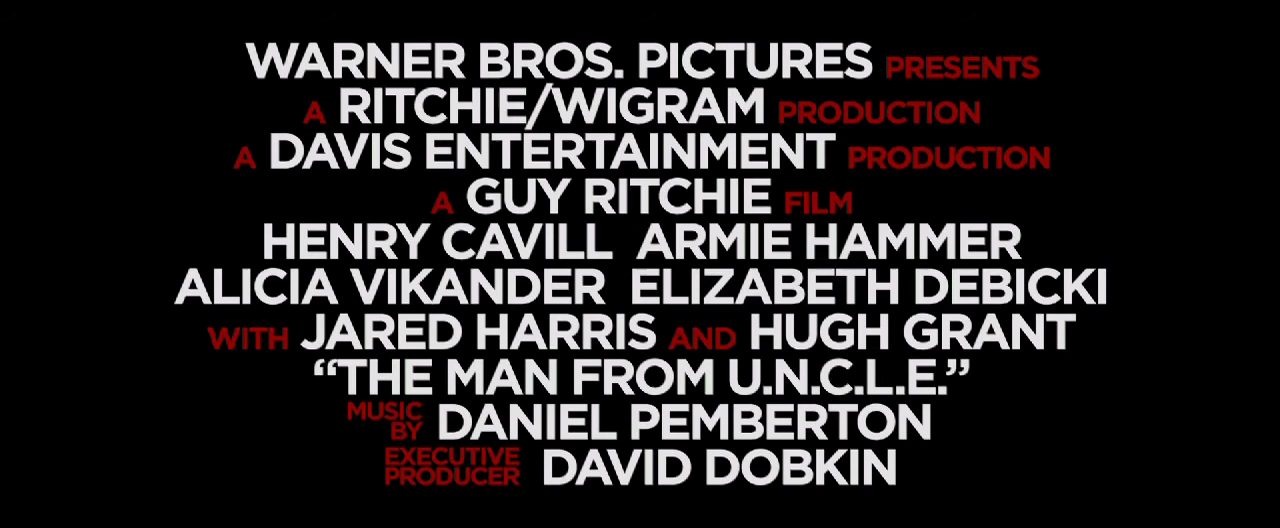 WARNER BROS. PICTURES PRESENTS
A RITCHIE/WIGRAM PRODUCTION
A DAVIS ENTERTAINMENT PRODUCTION
A GUY RITCHIE FILM
HENRY CAVILL ARMIE HAMMER
ALICIA VIKANDER ELIZABETH DEBICKI
WITH JARED HARRIS AND HUGH GRANT
“THE MAN FROM U.N.C.L.E.”
MUSIC BY DANIEL PEMBERTON
EXECUTIVE PRODUCER DAVID DOBKIN